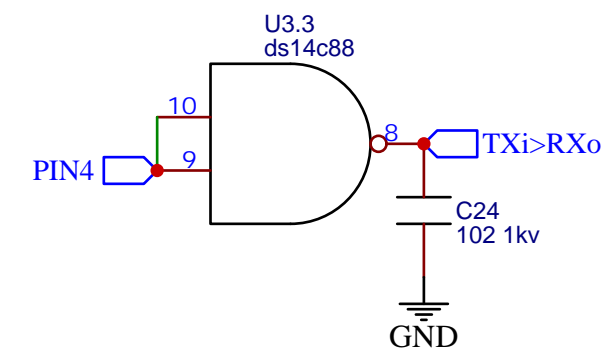 U3.3
ds14c88
10
9
8
PIN4
TXi>RXo
C24
102 1kv
GND